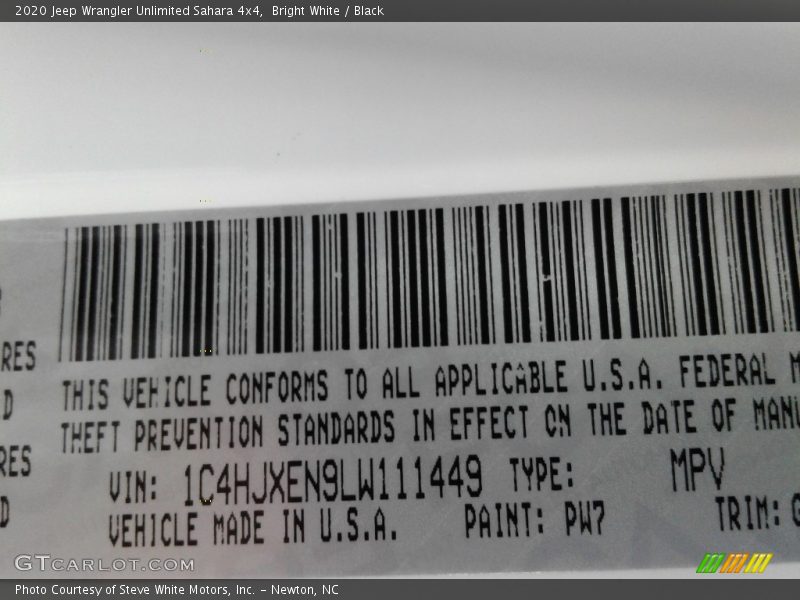 2020 Jeep Wrangler Unlimited Sahara 4x4, Bright White / Black
RES
D
RES
D
THIS VEHICLE CONFORMS TO ALL APPLICABLE U.S.A. FEDERAL M
THEFT PREVENTION STANDARDS IN EFFECT ON THE DATE OF MANU
VIN: 1C4HJXEN9LW111449 TYPE: MPV
VEHICLE MADE IN U.S.A. PAINT: PW7 TRIM: G
GTCARLOT.COM
Photo Courtesy of Steve White Motors, Inc. – Newton, NC